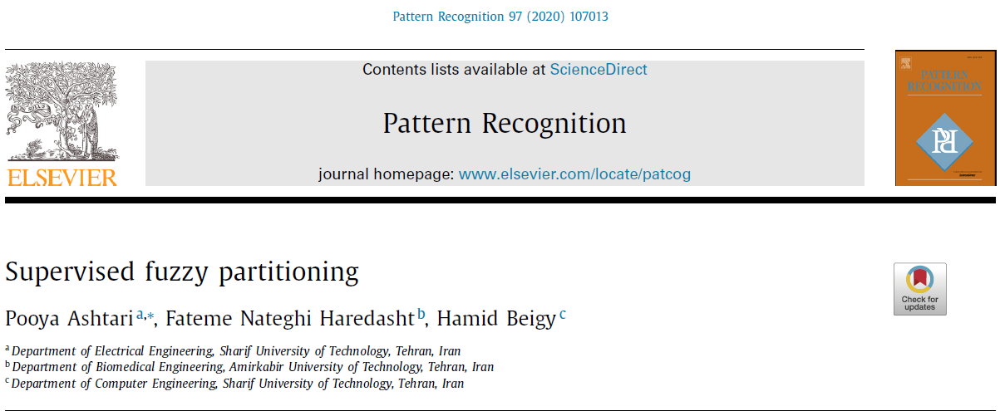 Pattern Recognition 97 (2020) 107013
Contents lists available at ScienceDirect
Pattern Recognition
journal homepage: www.elsevier.com/locate/patcog
NON SOLUS
ELSEVIER
PATTERN
RECOGNITION
Supervised fuzzy partitioning
Check for
updates
Pooya Ashtari a,*, Fateme Nateghi Haredasht b, Hamid Beigy c
a Department of Electrical Engineering, Sharif University of Technology, Tehran, Iran
b Department of Biomedical Engineering, Amirkabir University of Technology, Tehran, Iran
c Department of Computer Engineering, Sharif University of Technology, Tehran, Iran